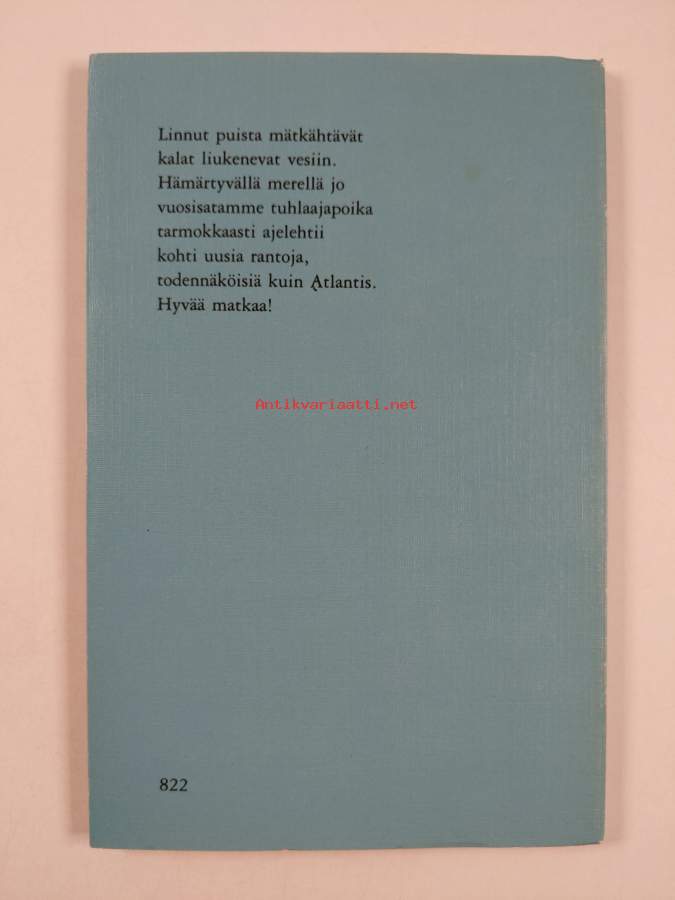 Linnut puista mätkähtävät
kalat liukenevat vesiin.
Hämärtyvällä merellä jo
vuosisatamme tuhlaajapoika
tarmokkaasti ajelehtii
kohti uusia rantoja,
todennäköisiä kuin Atlantis.
Hyvää matkaa!
Antikvariaatti.net
822